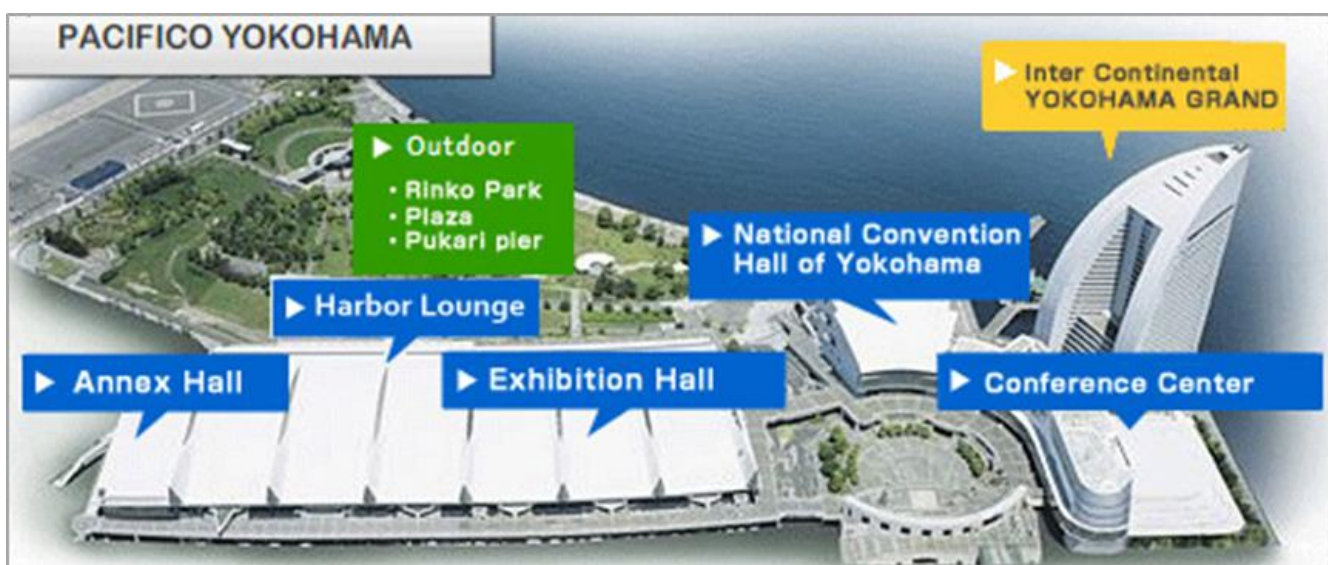 PACIFICO YOKOHAMA
Inter Continental
YOKOHAMA GRAND
Outdoor
・Rinko Park
・Plaza
・Pukari pier
National Convention
Hall of Yokohama
Harbor Lounge
Annex Hall
Exhibition Hall
Conference Center